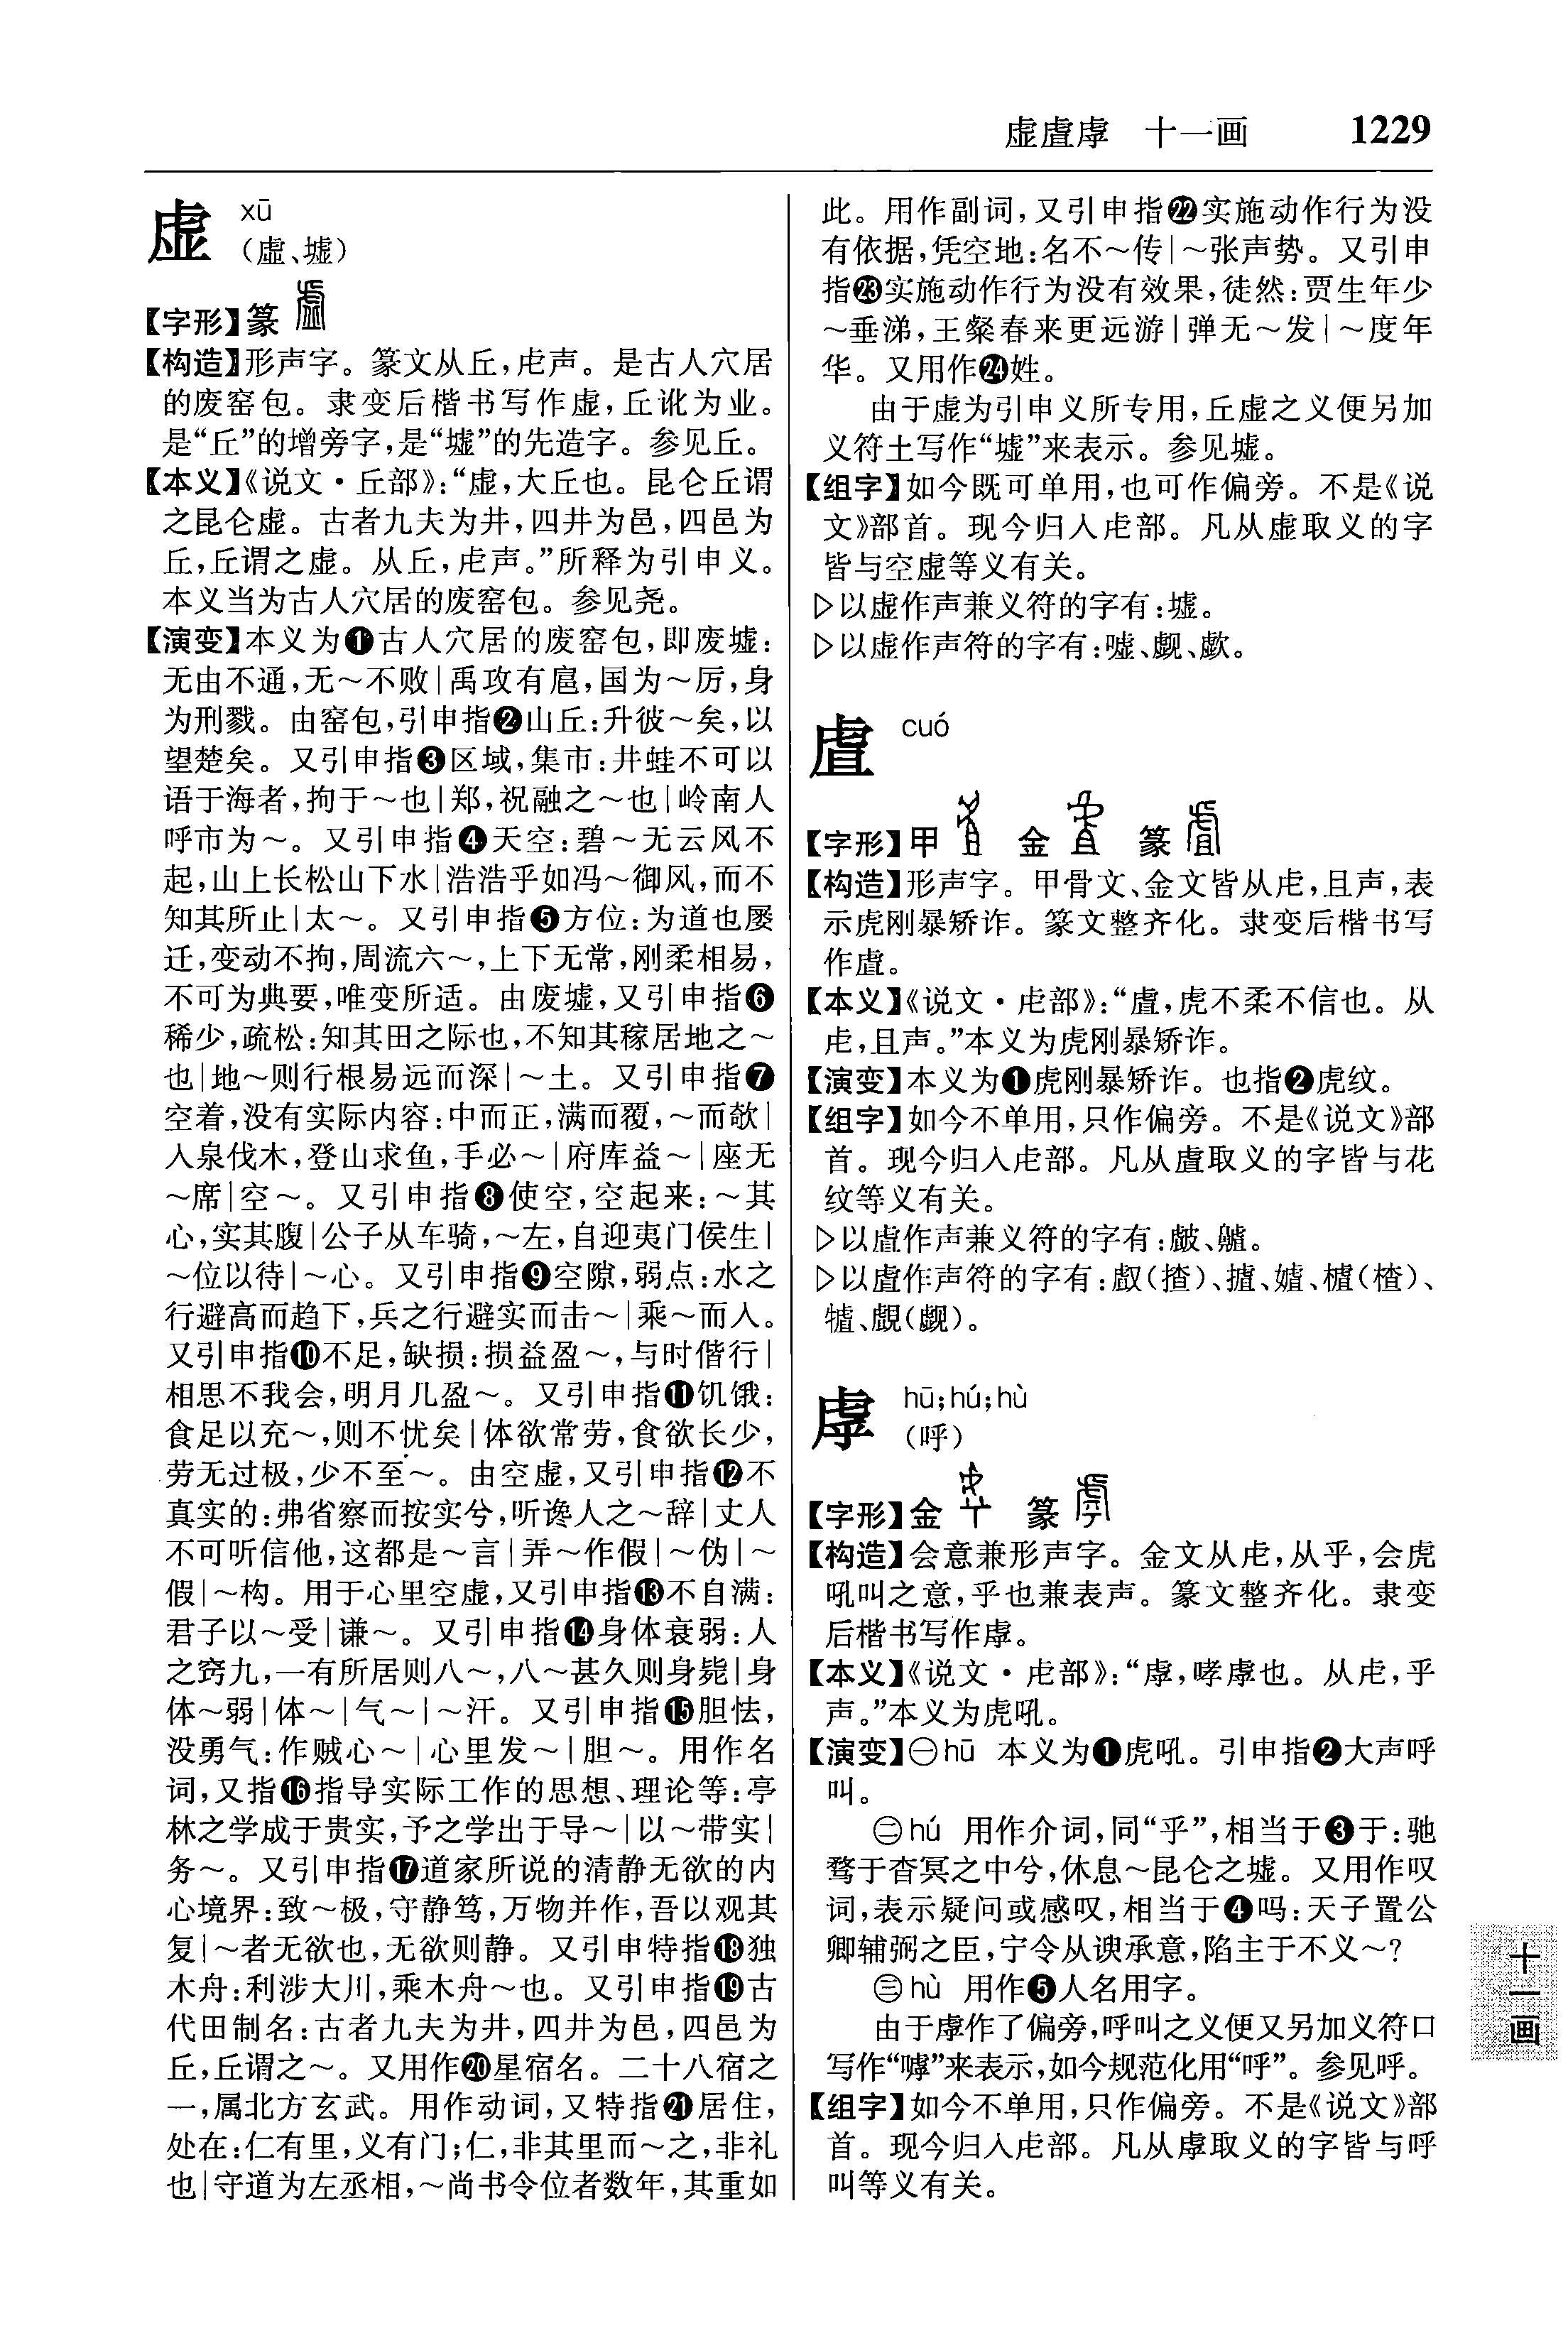 虚虘虖 十一画 1229
虚 xū
(虛、墟)
【字形】篆
【构造】形声字。篆文从丘,虍声。是古人穴居
的废窑包。隶变后楷书写作虚,丘讹为业。
是“丘”的增旁字,是“墟”的先造字。参见丘。
【本义】《说文·丘部》:“虚,大丘也。昆仑丘谓
之昆仑虚。古者九夫为井,四井为邑,四邑为
丘,丘谓之虚。从丘,虍声。”所释为引申义。
本义当为古人穴居的废窑包。参见尧。
【演变】本义为❶古人穴居的废窑包,即废墟:
无由不通,无～不败|禹攻有扈,国为～厉,身
为刑戮。由窑包,引申指❷山丘:升彼～矣,以
望楚矣。又引申指❸区域,集市:井蛙不可以
语于海者,拘于～也|郑,祝融之～也|岭南人
呼市为～。又引申指❹天空:碧～无云风不
起,山上长松山下水|浩浩乎如冯～御风,而不
知其所止|太～。又引申指❺方位:为道也屡
迁,变动不拘,周流六～,上下无常,刚柔相易,
不可为典要,唯变所适。由废墟,又引申指❻
稀少,疏松:知其田之际也,不知其稼居地之～
也|地～则行根易远而深|～土。又引申指❼
空着,没有实际内容:中而正,满而覆,～而欹|
入泉伐木,登山求鱼,手必～|府库益～|座无
～席|空～。又引申指❽使空,空起来:～其
心,实其腹|公子从车骑,～左,自迎夷门侯生|
～位以待|～心。又引申指❾空隙,弱点:水之
行避高而趋下,兵之行避实而击～|乘～而入。
又引申指❿不足,缺损:损益盈～,与时偕行|
相思不我会,明月几盈～。又引申指⓫饥饿:
食足以充～,则不忧矣|体欲常劳,食欲长少,
劳无过极,少不至～。由空虚,又引申指⓬不
真实的:弗省察而按实兮,听谗人之～辞|丈人
不可听信他,这都是～言|弄～作假|～伪|～
假|～构。用于心里空虚,又引申指⓭不自满:
君子以～受|谦～。又引申指⓮身体衰弱:人
之窍九,一有所居则八～,八～甚久则身毙|身
体～弱|体～|气～|～汗。又引申指⓯胆怯,
没勇气:作贼心～|心里发～|胆～。用作名
词,又指⓰指导实际工作的思想、理论等:亭
林之学成于贵实,予之学出于导～|以～带实|
务～。又引申指⓱道家所说的清静无欲的内
心境界:致～极,守静笃,万物并作,吾以观其
复|～者无欲也,无欲则静。又引申特指⓲独
木舟:利涉大川,乘木舟～也。又引申指⓳古
代田制名:古者九夫为井,四井为邑,四邑为
丘,丘谓之～。又用作⓴星宿名。二十八宿之
一,属北方玄武。用作动词,又特指㉑居住,
处在:仁有里,义有门;仁,非其里而～之,非礼
也|守道为左丞相,～尚书令位者数年,其重如
此。用作副词,又引申指㉒实施动作行为没
有依据,凭空地:名不～传|～张声势。又引申
指㉓实施动作行为没有效果,徒然:贾生年少
～垂涕,王粲春来更远游|弹无～发|～度年
华。又用作㉔姓。
由于虚为引申义所专用,丘虚之义便另加
义符土写作“墟”来表示。参见墟。
【组字】如今既可单用,也可作偏旁。不是《说
文》部首。现今归入虍部。凡从虚取义的字
皆与空虚等义有关。
▷以虚作声兼义符的字有:墟。
▷以虚作声符的字有:嘘、觑、歔。
虘 cuó
【字形】甲 金 篆
【构造】形声字。甲骨文、金文皆从虍,且声,表
示虎刚暴矫诈。篆文整齐化。隶变后楷书写
作虘。
【本义】《说文·虍部》:“虘,虎不柔不信也。从
虍,且声。”本义为虎刚暴矫诈。
【演变】本义为❶虎刚暴矫诈。也指❷虎纹。
【组字】如今不单用,只作偏旁。不是《说文》部
首。现今归入虍部。凡从虘取义的字皆与花
纹等义有关。
▷以虘作声兼义符的字有:皻、齇。
▷以虘作声符的字有:叡(揸)、摣、嫭、樝(楂)、
䖕、覰(觑)。
虖 hū;hú;hù
(呼)
【字形】金 篆
【构造】会意兼形声字。金文从虍,从乎,会虎
吼叫之意,乎也兼表声。篆文整齐化。隶变
后楷书写作虖。
【本义】《说文·虍部》:“虖,哮虖也。从虍,乎
声。”本义为虎吼。
【演变】㊀hū 本义为❶虎吼。引申指❷大声呼
叫。
㊁hú 用作介词,同“乎”,相当于❸于:驰
骛于杳冥之中兮,休息～昆仑之墟。又用作叹
词,表示疑问或感叹,相当于❹吗:天子置公
卿辅弼之臣,宁令从谀承意,陷主于不义～?
㊂hù 用作❺人名用字。
由于虖作了偏旁,呼叫之义便又另加义符口
写作“嘑”来表示,如今规范化用“呼”。参见呼。
【组字】如今不单用,只作偏旁。不是《说文》部
首。现今归入虍部。凡从虖取义的字皆与呼
叫等义有关。
十一画